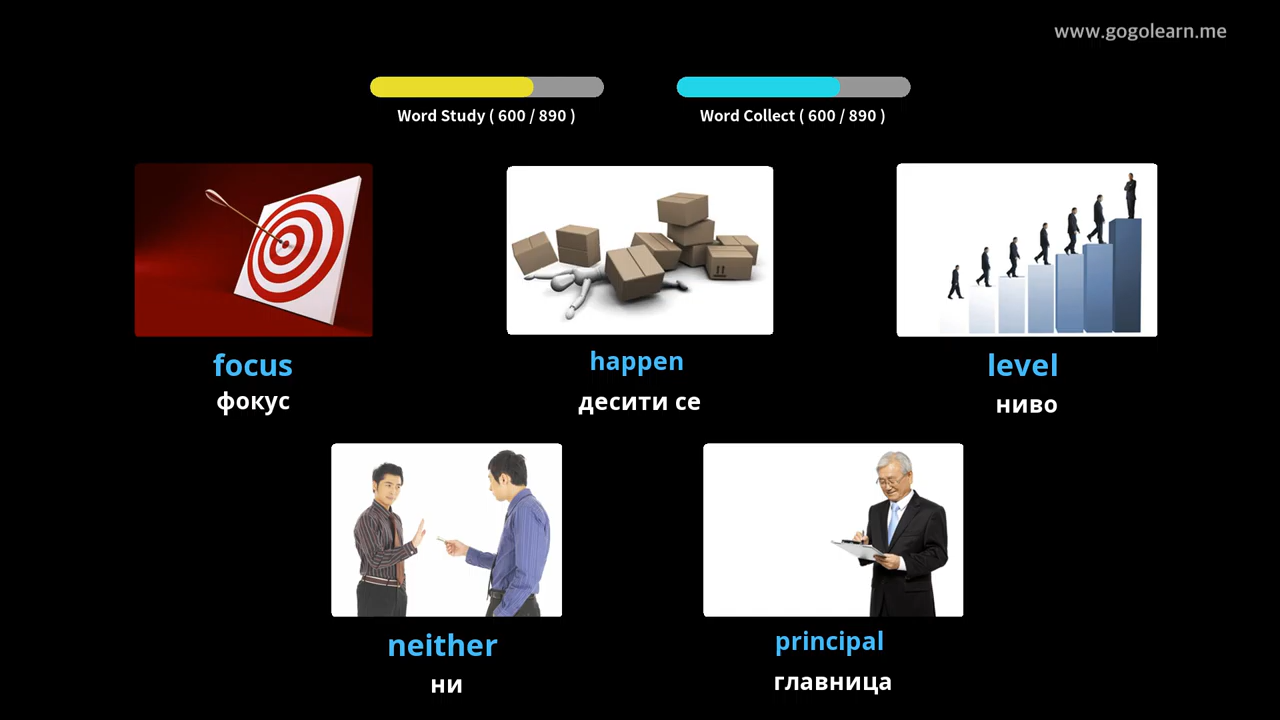 www.gogolearn.me
Word Study ( 600 / 890 )
Word Collect ( 600 / 890 )
focus
фокус
happen
десити се
level
ниво
neither
ни
principal
главница